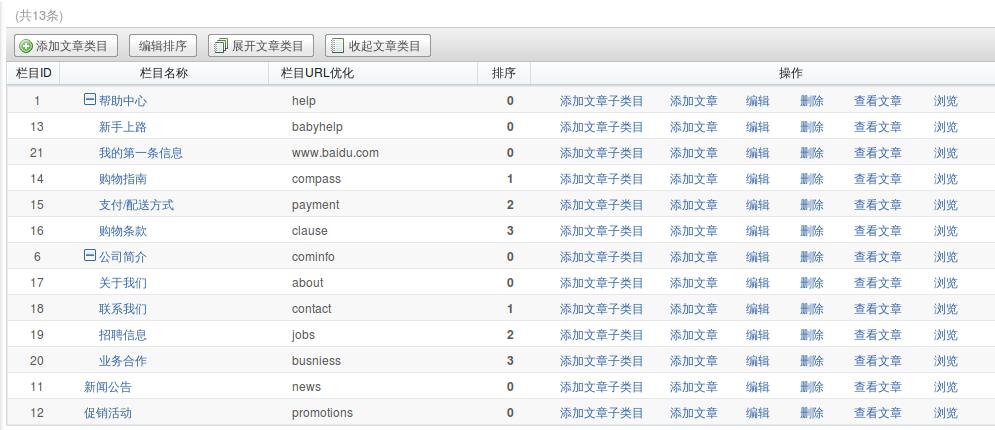 (共13条)
添加文章类目 编辑排序 展开文章类目 收起文章类目
栏目ID 栏目名称 栏目URL优化 排序 操作
1 帮助中心 help 0 添加文章子类目 添加文章 编辑 删除 查看文章 浏览
13 新手上路 babyhelp 0 添加文章子类目 添加文章 编辑 删除 查看文章 浏览
21 我的第一条信息 www.baidu.com 0 添加文章子类目 添加文章 编辑 删除 查看文章 浏览
14 购物指南 compass 1 添加文章子类目 添加文章 编辑 删除 查看文章 浏览
15 支付/配送方式 payment 2 添加文章子类目 添加文章 编辑 删除 查看文章 浏览
16 购物条款 clause 3 添加文章子类目 添加文章 编辑 删除 查看文章 浏览
6 公司简介 cominfo 0 添加文章子类目 添加文章 编辑 删除 查看文章 浏览
17 关于我们 about 0 添加文章子类目 添加文章 编辑 删除 查看文章 浏览
18 联系我们 contact 1 添加文章子类目 添加文章 编辑 删除 查看文章 浏览
19 招聘信息 jobs 2 添加文章子类目 添加文章 编辑 删除 查看文章 浏览
20 业务合作 busniess 3 添加文章子类目 添加文章 编辑 删除 查看文章 浏览
11 新闻公告 news 0 添加文章子类目 添加文章 编辑 删除 查看文章 浏览
12 促销活动 promotions 0 添加文章子类目 添加文章 编辑 删除 查看文章 浏览